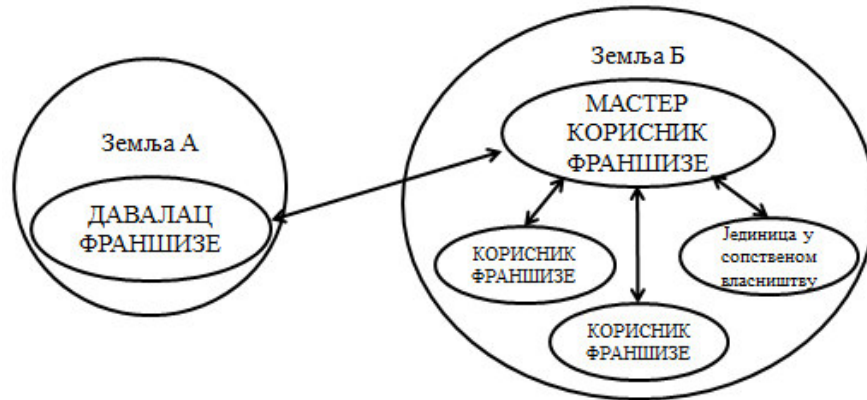 Земља А
ДАВАЛАЦ
ФРАНШИЗЕ
Земља Б
МАСТЕР
КОРИСНИК
ФРАНШИЗЕ
КОРИСНИК
ФРАНШИЗЕ
Јединица у
сопственом
власништву
КОРИСНИК
ФРАНШИЗЕ